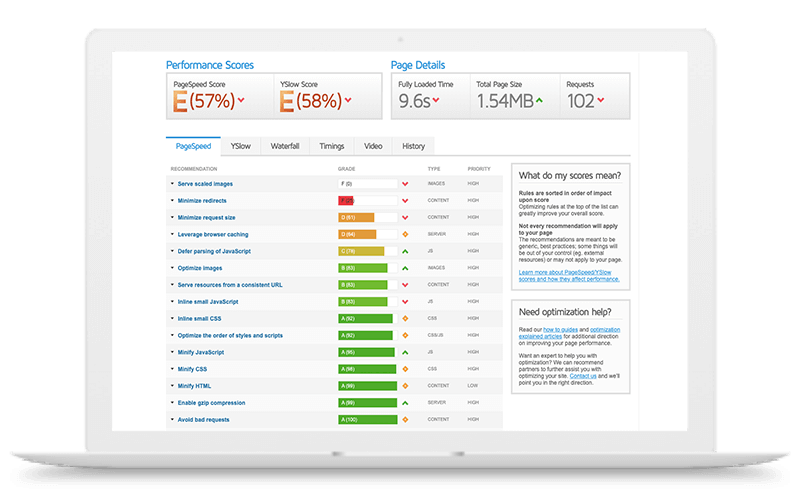 Performance Scores
Page Details
PageSpeed Score
YSlow Score
Fully Loaded Time
Total Page Size
Requests
E (57%)
E (58%)
9.6s
1.54MB
102
PageSpeed
YSlow
Waterfall
Timings
Video
History
RECOMMENDATION GRADE TYPE PRIORITY
Serve scaled images F (0) IMAGES HIGH
Minimize redirects CONTENT HIGH
Minimize request size D (61) CONTENT HIGH
Leverage browser caching D (64) SERVER HIGH
Defer parsing of JavaScript C (79) JS HIGH
Optimize images B (83) IMAGES HIGH
Serve resources from a consistent URL B (83) CONTENT HIGH
Inline small JavaScript B (83) JS HIGH
Inline small CSS A (92) CSS HIGH
Optimize the order of styles and scripts A (92) CSS/JS HIGH
Minify JavaScript A (95) JS HIGH
Minify CSS A (98) CSS HIGH
Minify HTML A (99) CONTENT LOW
Enable gzip compression A (99) SERVER HIGH
Avoid bad requests A (100) CONTENT HIGH
What do my scores mean?
Rules are sorted in order of impact
upon score
Optimizing rules at the top of the list can
greatly improve your overall score.
Not every recommendation will apply
to your page
The recommendations are meant to be
generic, best practices; some things will
be out of your control (eg. external
resources) or may not apply to your page.
Learn more about PageSpeed/YSlow
scores and how they affect performance.
Need optimization help?
Read our how to guides and optimization
explained articles for additional direction
on improving your page performance.
Want an expert to help you with
optimization? We can recommend
partners to further assist you with
optimizing your site. Contact us and we'll
point you in the right direction.